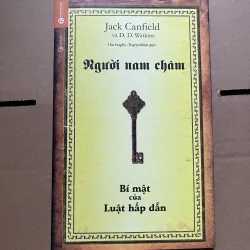 Jack Canfield
và D. D. Watkins
Người nam châm
Bí mật
của
Luật hấp dẫn